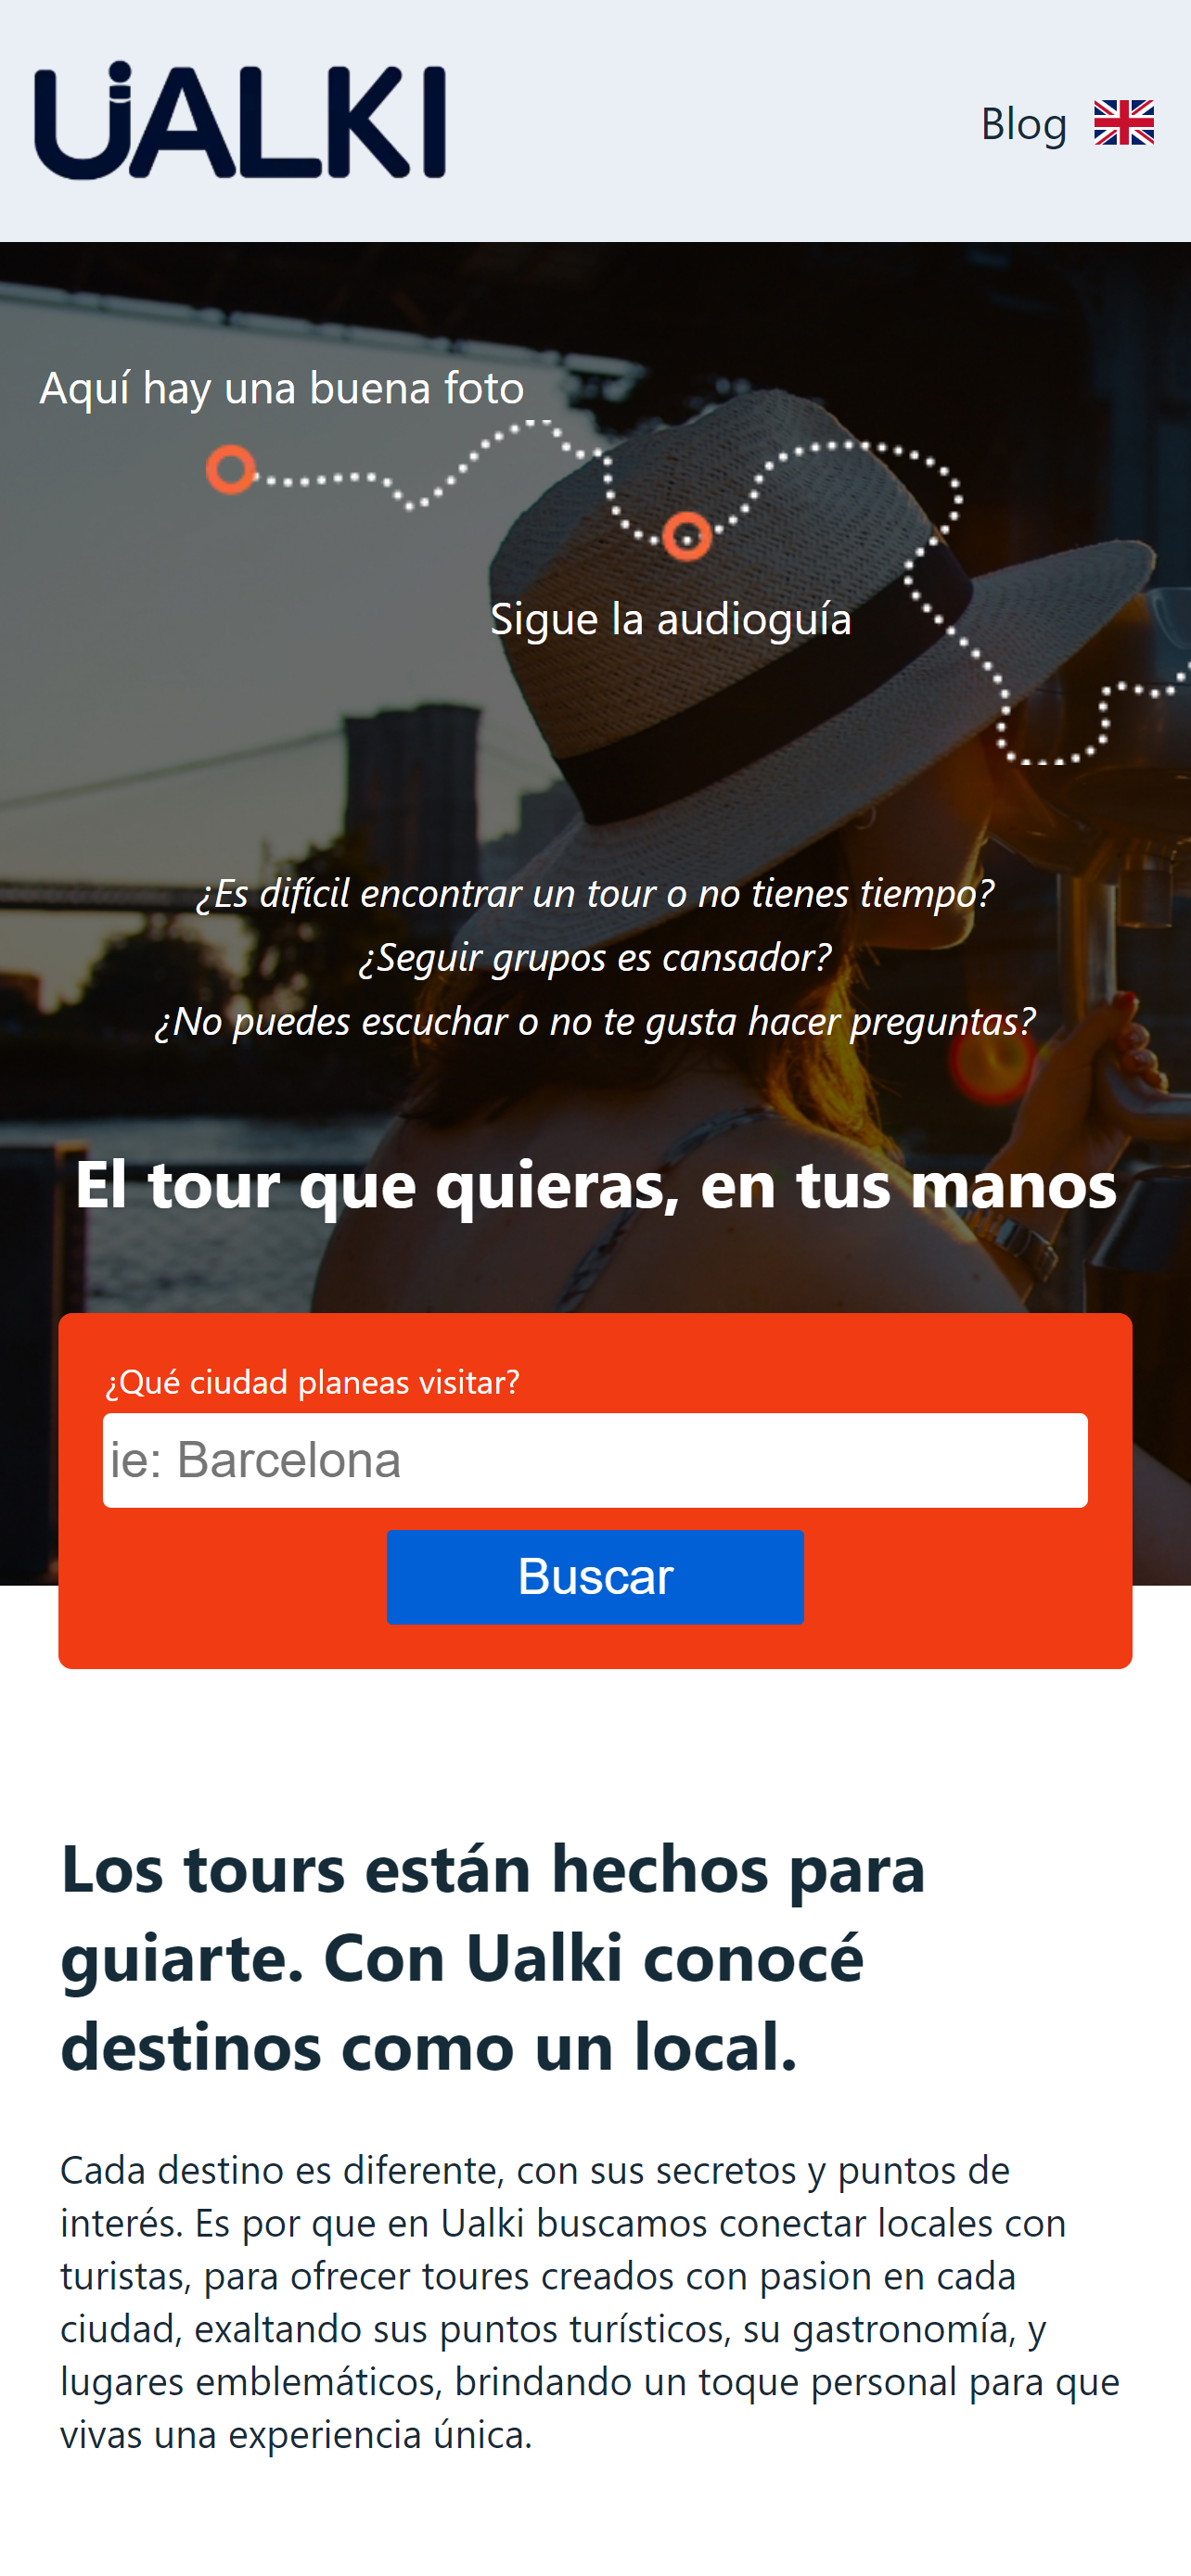 UALKI
Blog
Aquí hay una buena foto
Sigue la audioguía
¿Es difícil encontrar un tour o no tienes tiempo?
¿Seguir grupos es cansador?
¿No puedes escuchar o no te gusta hacer preguntas?
El tour que quieras, en tus manos
¿Qué ciudad planeas visitar?
ie: Barcelona
Buscar
Los tours están hechos para
guiarte. Con Ualki conocé
destinos como un local.
Cada destino es diferente, con sus secretos y puntos de
interés. Es por que en Ualki buscamos conectar locales con
turistas, para ofrecer toures creados con pasion en cada
ciudad, exaltando sus puntos turísticos, su gastronomía, y
lugares emblemáticos, brindando un toque personal para que
vivas una experiencia única.